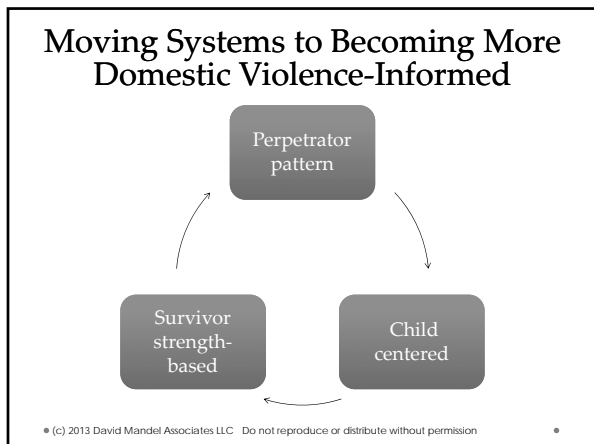 Moving Systems to Becoming More
Domestic Violence-Informed
Perpetrator
pattern
Child
centered
Survivor
strength-
based
(c) 2013 David Mandel Associates LLC Do not reproduce or distribute without permission